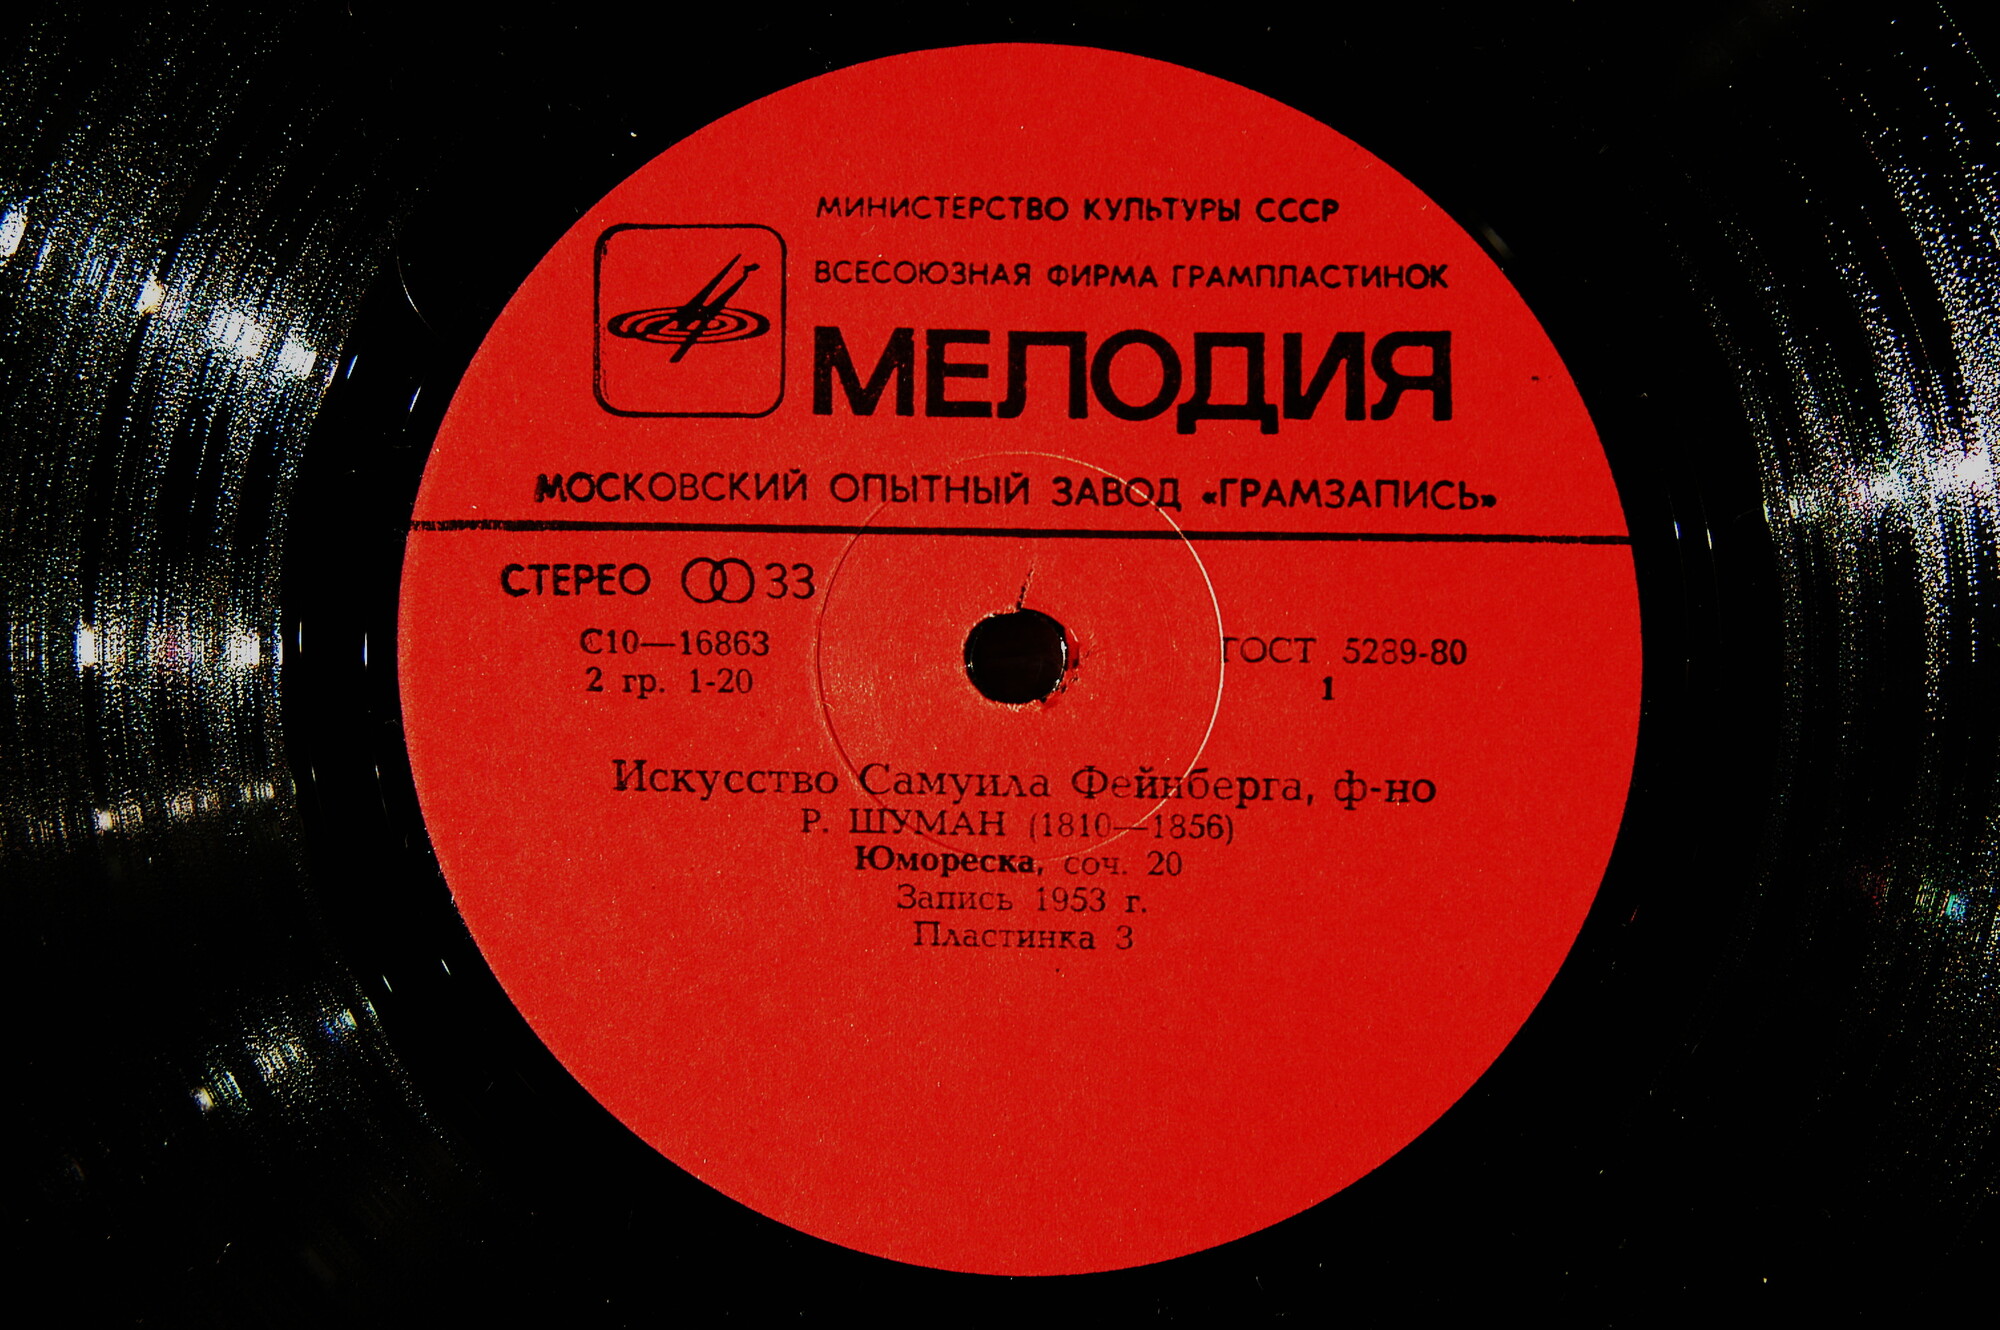 МИНИСТЕРСТВО КУЛЬТУРЫ СССР
ВСЕСОЮЗНАЯ ФИРМА ГРАМПЛАСТИНОК
МЕЛОДИЯ
МОСКОВСКИЙ ОПЫТНЫЙ ЗАВОД «ГРАМЗАПИСЬ»
СТЕРЕО 33
С10—16863 ГОСТ 5289-80
2 гр. 1-20 1
Искусство Самуила Фейнберга, ф-но
Р. ШУМАН (1810—1856)
Юмореска, соч. 20
Запись 1953 г.
Пластинка 3